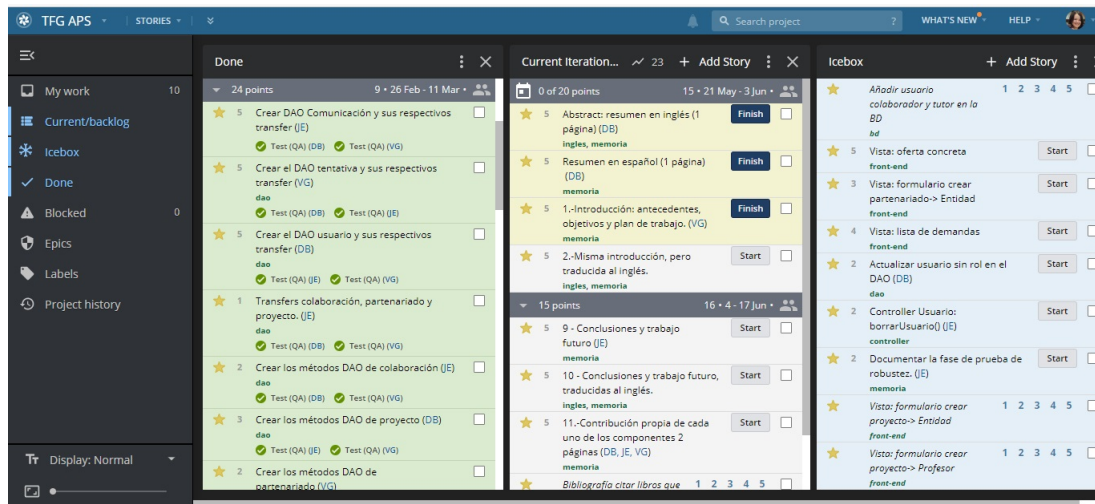 TFG APS
STORIES
Search project
?
WHAT'S NEW
HELP
My work 10
Current/backlog
Icebox
Done
Blocked 0
Epics
Labels
Project history
Display: Normal
Done
24 points 9 • 26 Feb - 11 Mar •
5 Crear DAO Comunicación y sus respectivos
transfer (JE)
Test (QA) (DB) Test (QA) (VG)
5 Crear el DAO tentativa y sus respectivos
transfer (VG)
dao
Test (QA) (DB) Test (QA) (JE)
5 Crear el DAO usuario y sus respectivos
transfer (DB)
dao
Test (QA) (JE) Test (QA) (VG)
1 Transfers colaboración, partenariado y
proyecto. (JE)
dao
Test (QA) (DB) Test (QA) (VG)
2 Crear los métodos DAO de colaboración (JE)
dao
Test (QA) (DB) Test (QA) (VG)
3 Crear los métodos DAO de proyecto (DB)
dao
Test (QA) (JE) Test (QA) (VG)
2 Crear los métodos DAO de
partenariado (VG)
Current Iteration... 23 + Add Story
0 of 20 points 15 • 21 May - 3 Jun •
5 Abstract: resumen en inglés (1 Finish
página) (DB)
ingles, memoria
5 Resumen en español (1 página) Finish
(DB)
memoria
5 1.-Introducción: antecedentes, Finish
objetivos y plan de trabajo. (VG)
memoria
5 2.-Misma introducción, pero Start
traducida al inglés.
ingles, memoria
15 points 16 • 4 - 17 Jun •
5 9 - Conclusiones y trabajo Start
futuro (JE)
memoria
5 10 - Conclusiones y trabajo futuro, Start
traducidas al inglés.
ingles, memoria
5 11.-Contribución propia de cada Start
uno de los componentes 2
páginas (DB, JE, VG)
memoria
Bibliografía citar libros que 1 2 3 4 5
Icebox + Add Story
Añadir usuario 1 2 3 4 5
colaborador y tutor en la
BD
bd
5 Vista: oferta concreta Start
front-end
3 Vista: formulario crear Start
partenariado-> Entidad
front-end
4 Vista: lista de demandas Start
front-end
2 Actualizar usuario sin rol en el Start
DAO (DB)
dao
2 Controller Usuario: Start
borrarUsuario() (JE)
controller
2 Documentar la fase de prueba de Start
robustez. (JE)
memoria
Vista: formulario crear 1 2 3 4 5
proyecto-> Entidad
front-end
Vista: formulario crear 1 2 3 4 5
proyecto-> Profesor
front-end